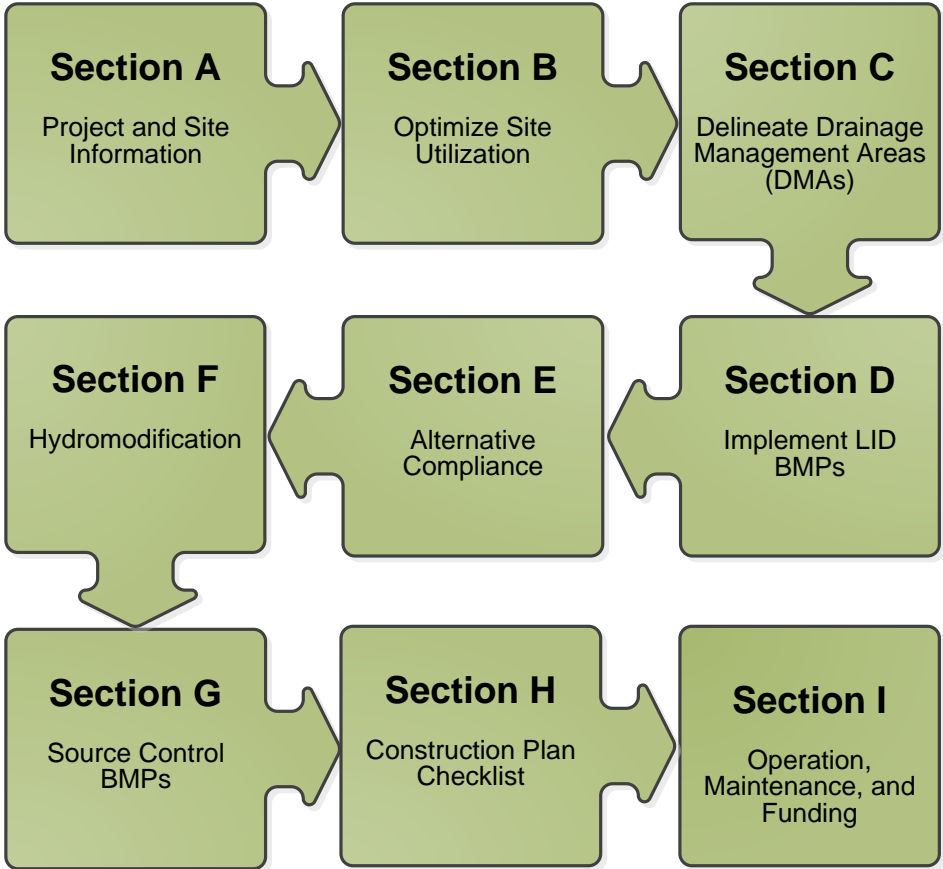 Section A
Project and Site
Information
Section B
Optimize Site
Utilization
Section C
Delineate Drainage
Management Areas
(DMAs)
Section D
Implement LID
BMPs
Section E
Alternative
Compliance
Section F
Hydromodification
Section G
Source Control
BMPs
Section H
Construction Plan
Checklist
Section I
Operation,
Maintenance, and
Funding